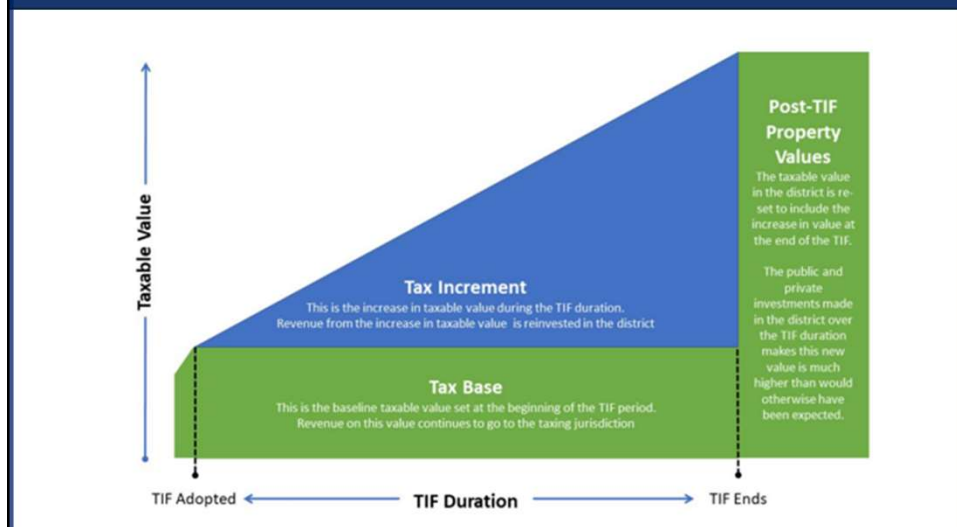 Taxable Value
Post-TIF
Property
Values
The taxable value
in the district is re-
set to include the
increase in value at
the end of the TIF.
The public and
private
investments made
in the district over
the TIF duration
makes this new
value is much
higher than would
otherwise have
been expected.
Tax Increment
This is the increase in taxable value during the TIF duration.
Revenue from the increase in taxable value is reinvested in the district
Tax Base
This is the baseline taxable value set at the beginning of the TIF period.
Revenue on this value continues to go to the taxing jurisdiction
TIF Adopted
TIF Duration
TIF Ends